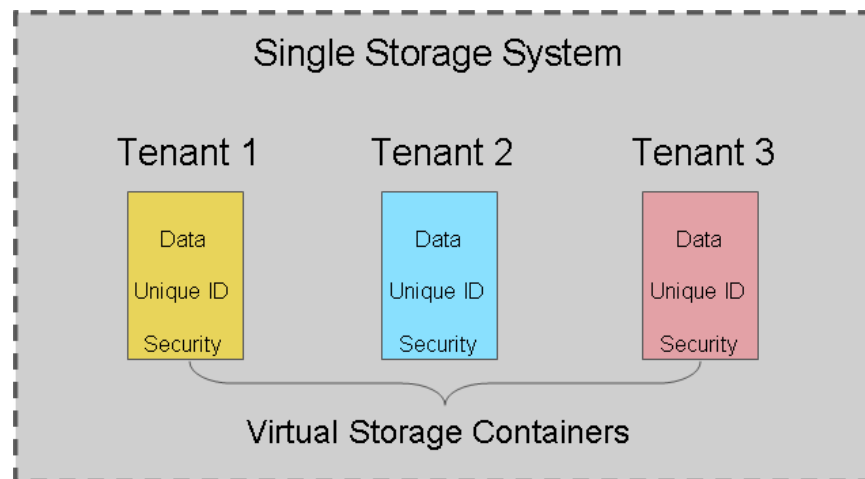 Single Storage System
Tenant 1 Tenant 2 Tenant 3
Data Data Data
Unique ID Unique ID Unique ID
Security Security Security
Virtual Storage Containers